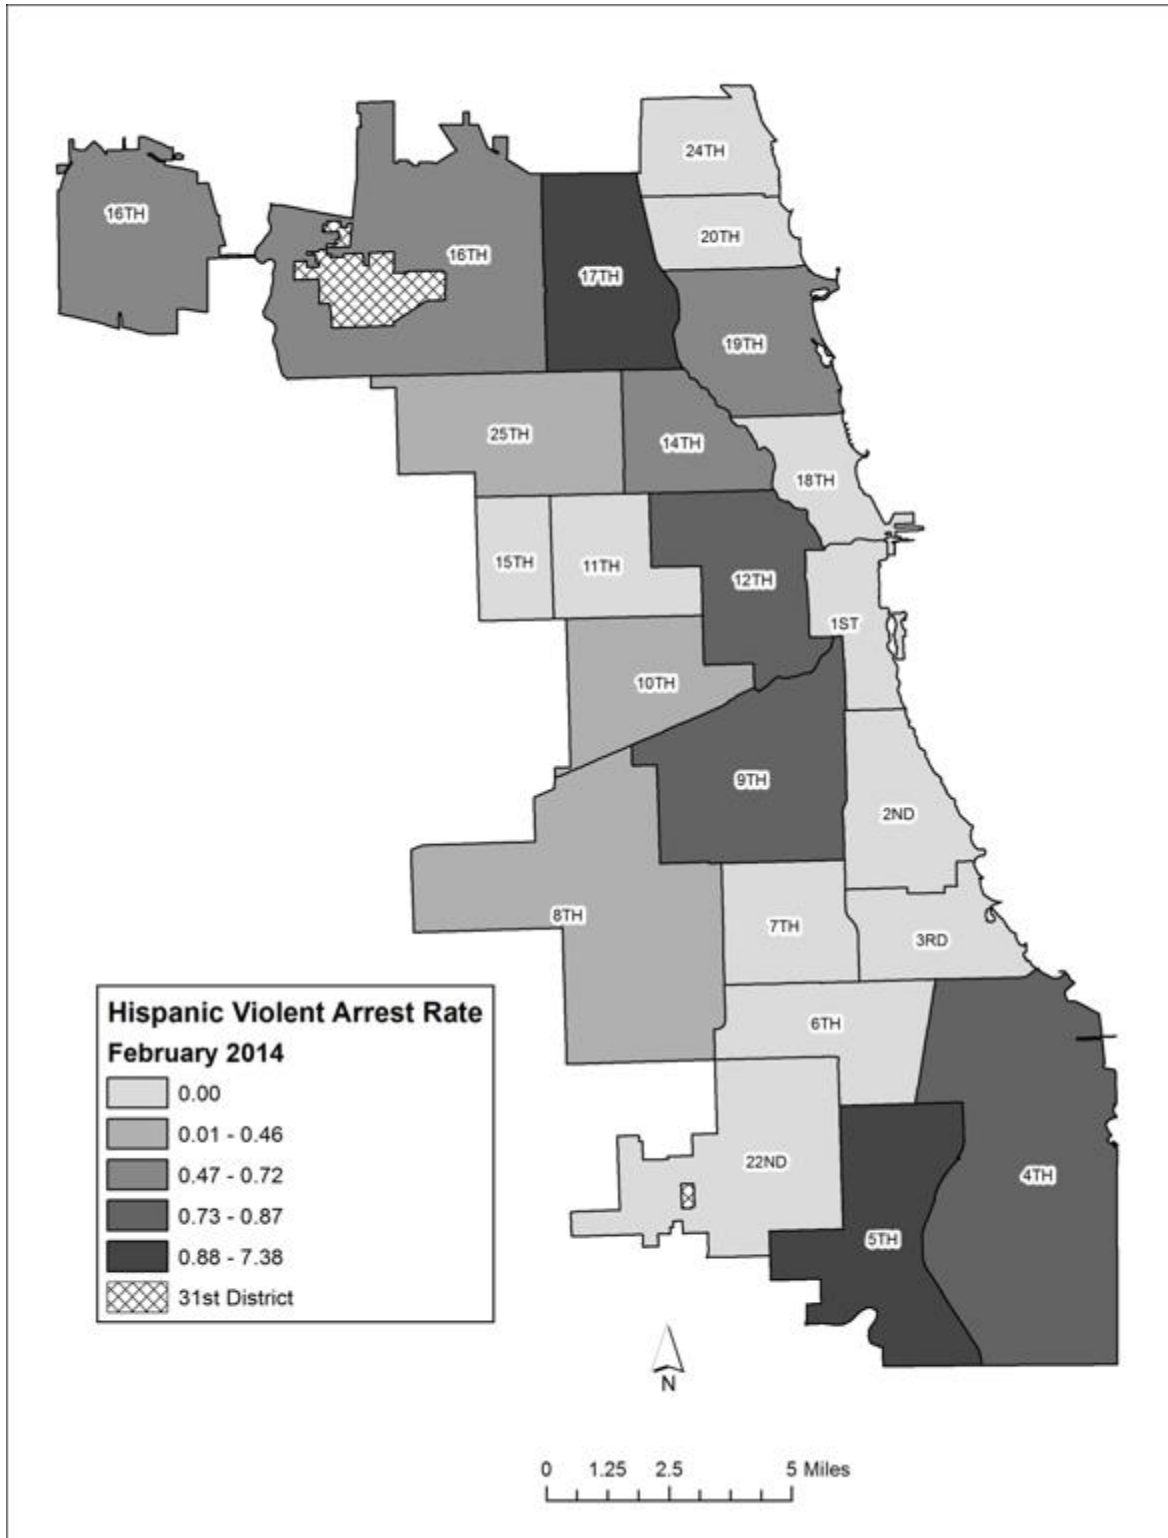 24TH
16TH
20TH
16TH
17TH
19TH
25TH
14TH
18TH
15TH
11TH
12TH
1ST
10TH
9TH
2ND
8TH
7TH
3RD
6TH
22ND
4TH
5TH
Hispanic Violent Arrest Rate
February 2014
0.00
0.01 - 0.46
0.47 - 0.72
0.73 - 0.87
0.88 - 7.38
31st District
N
0 1.25 2.5 5 Miles